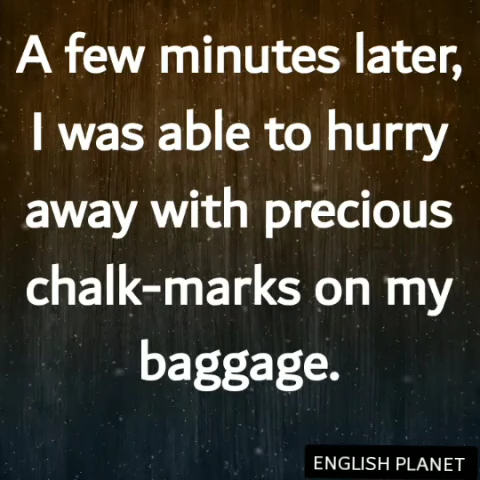 A few minutes later,
I was able to hurry
away with precious
chalk-marks on my
baggage.
ENGLISH PLANET